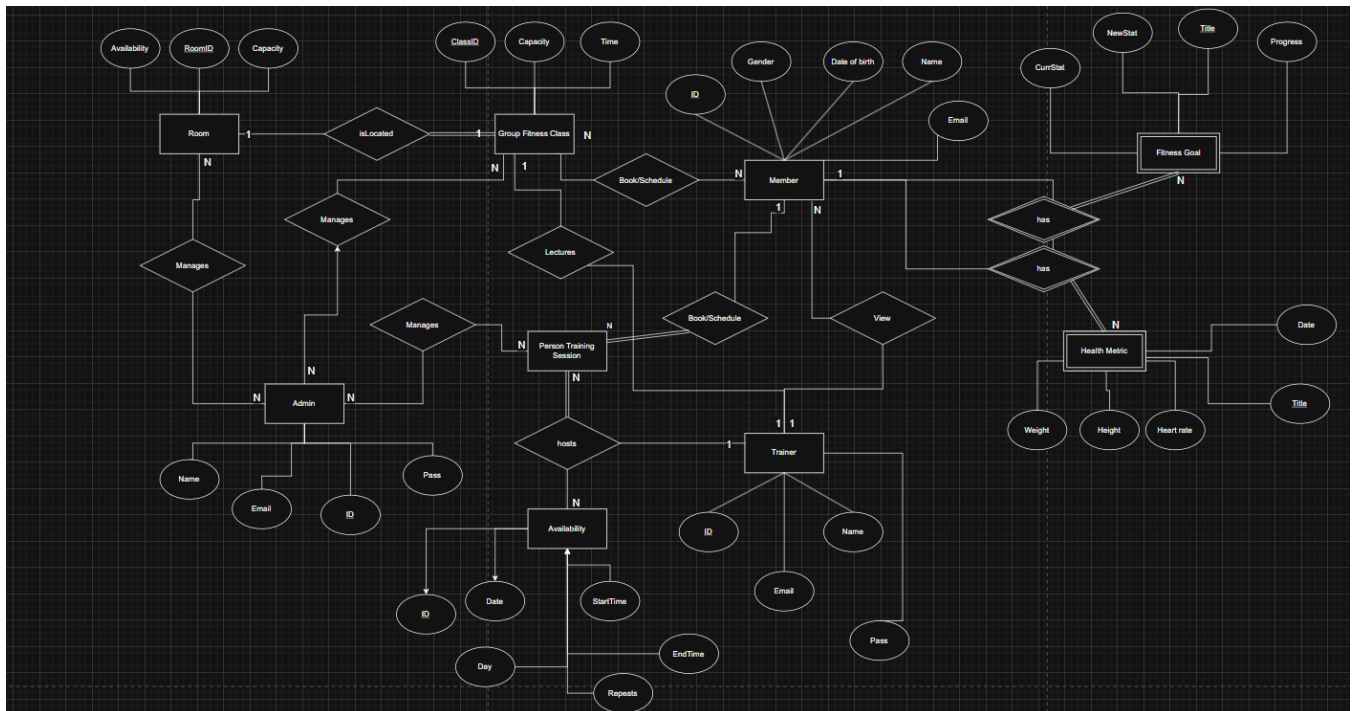 NewStat
Title
Progress
CurrStat
ClassID
Capacity
Time
Availability
RoomID
Capacity
Gender
Date of birth
Name
ID
Email
Room
1
isLocated
1
Group Fitness Class
N
Fitness Goal
N
N
1
Book/Schedule
N
Member
1
N
1
N
Manages
has
Lectures
Manages
has
Manages
N
Person Training
Session
N
Book/Schedule
View
N
Health Metric
Date
N
N
N
Admin
N
N
1
1
Title
Weight
Height
Heart rate
hosts
1
Trainer
Name
Email
ID
Pass
N
Availability
ID
Name
Email
Pass
ID
Date
StartTime
Day
EndTime
Repeats